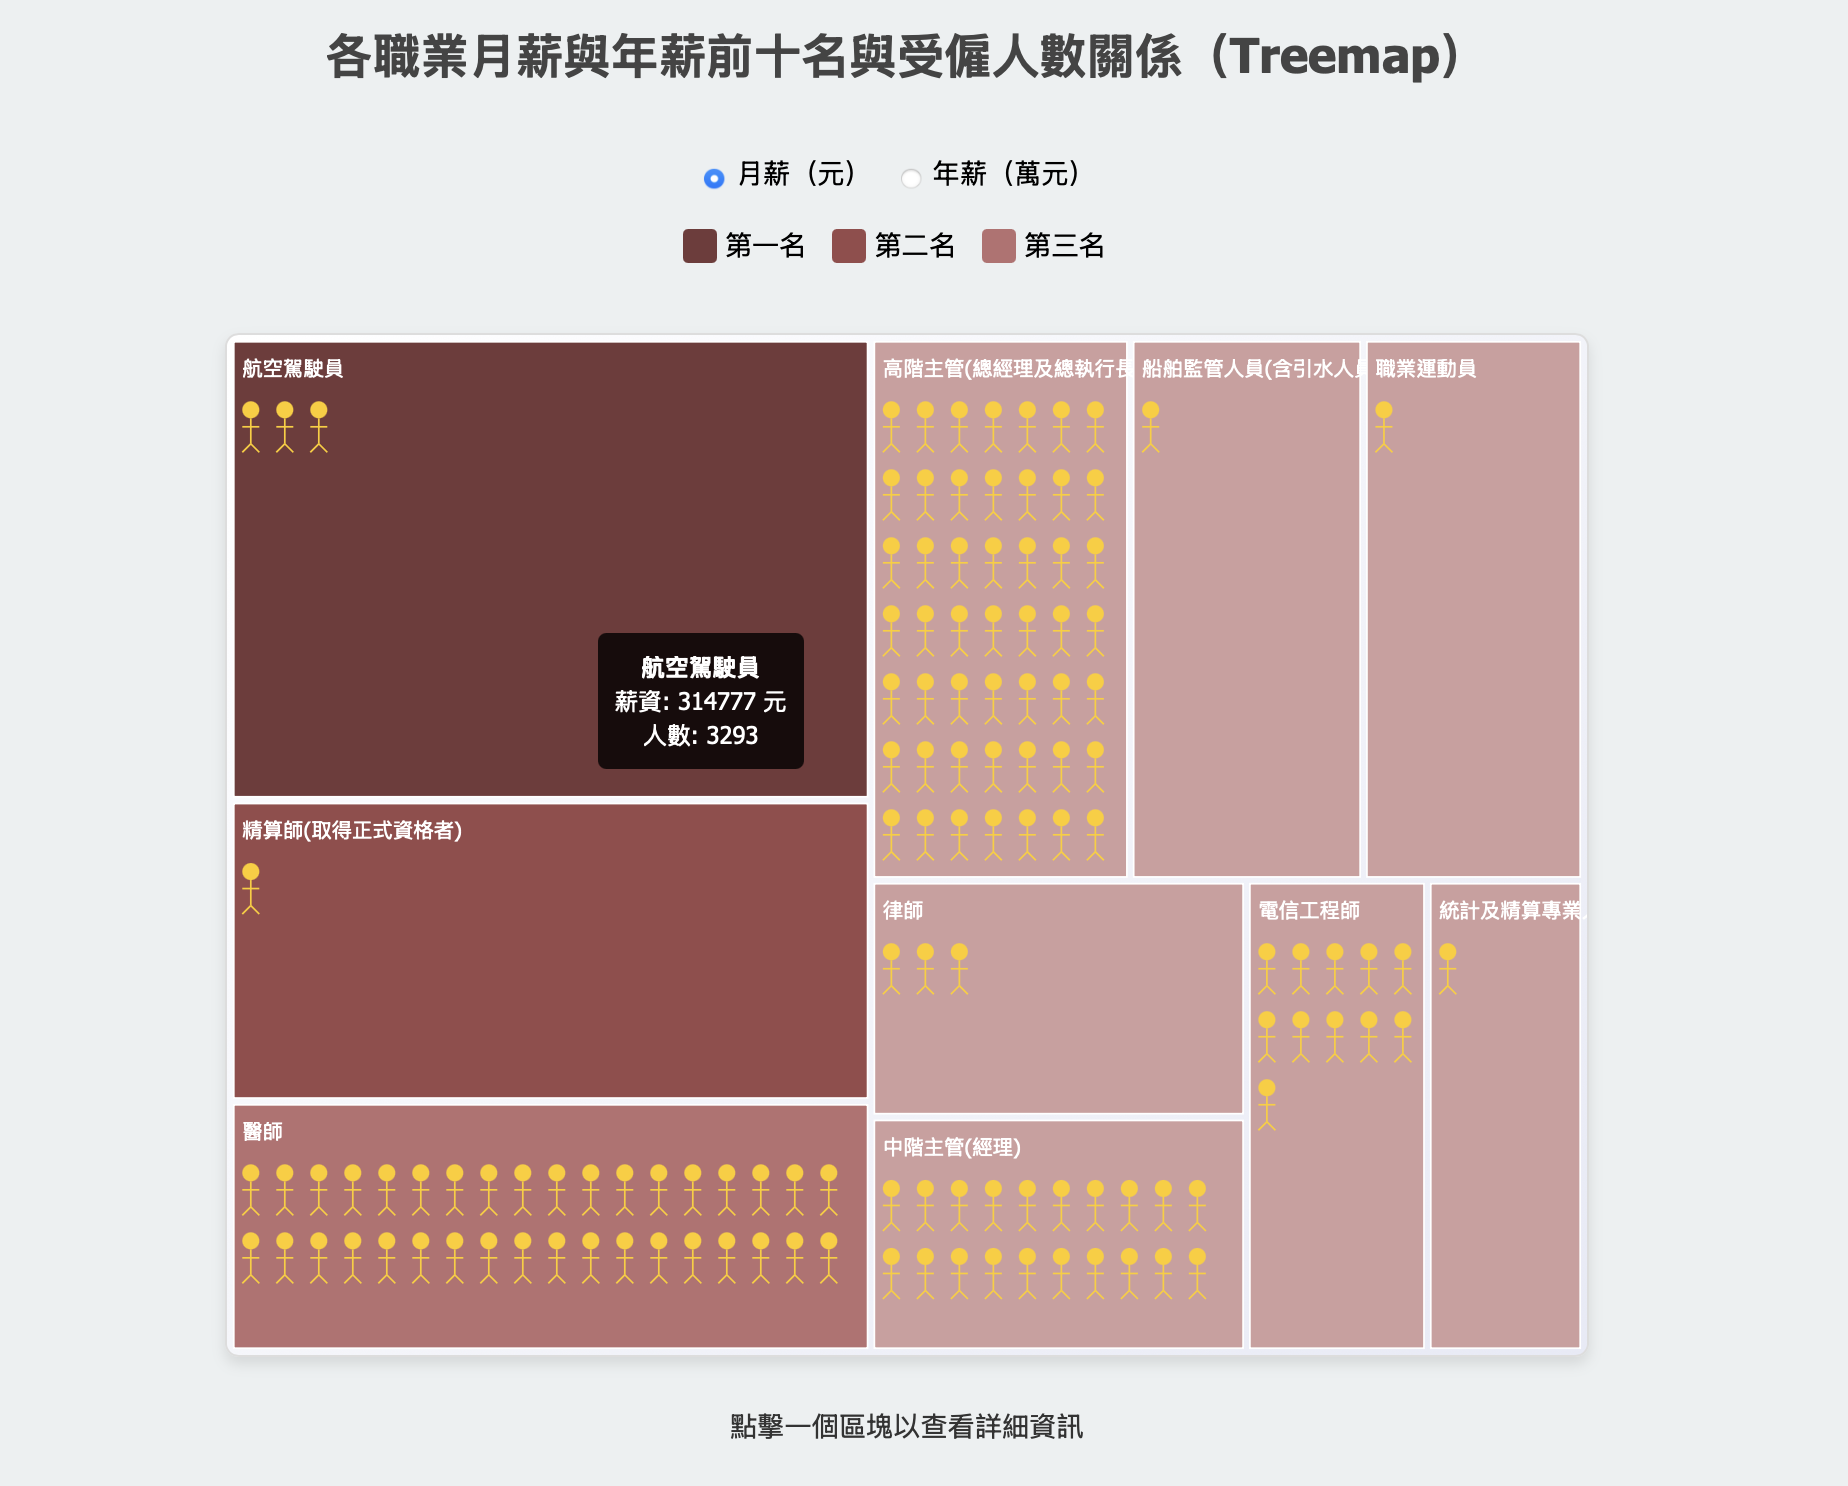 各職業月薪與年薪前十名與受僱人數關係（Treemap）
月薪（元） 年薪（萬元）
第一名 第二名 第三名
航空駕駛員
高階主管(總經理及總執行長
船舶監管人員(含引水人員
職業運動員
航空駕駛員
薪資: 314777 元
人數: 3293
精算師(取得正式資格者)
律師
電信工程師
統計及精算專業
醫師
中階主管(經理)
點擊一個區塊以查看詳細資訊